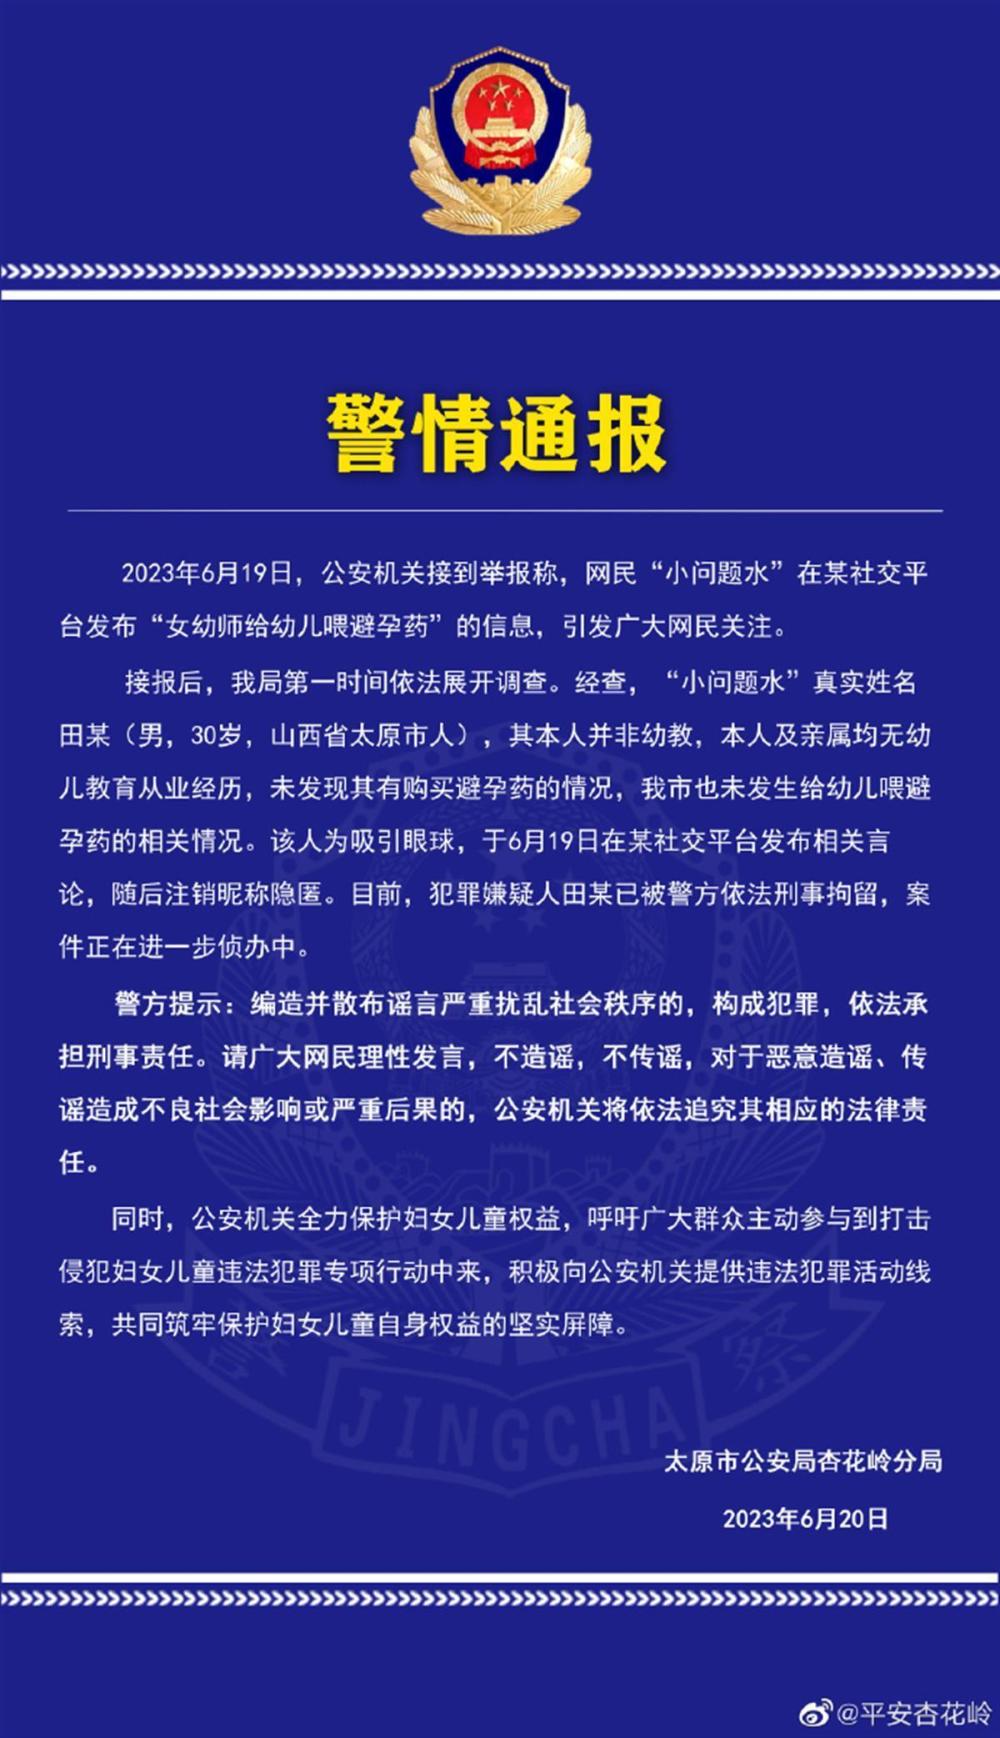 警情通报
2023年6月19日，公安机关接到举报称，网民“小问题水”在某社交平
台发布“女幼师给幼儿喂避孕药”的信息，引发广大网民关注。
接报后，我局第一时间依法展开调查。经查，“小问题水”真实姓名
田某（男，30岁，山西省太原市人），其本人并非幼教，本人及亲属均无幼
儿教育从业经历，未发现其有购买避孕药的情况，我市也未发生给幼儿喂避
孕药的相关情况。该人为吸引眼球，于6月19日在某社交平台发布相关言
论，随后注销昵称隐匿。目前，犯罪嫌疑人田某已被警方依法刑事拘留，案
件正在进一步侦办中。
警方提示：编造并散布谣言严重扰乱社会秩序的，构成犯罪，依法承
担刑事责任。请广大网民理性发言，不造谣，不传谣，对于恶意造谣、传
谣造成不良社会影响或严重后果的，公安机关将依法追究其相应的法律责
任。
同时，公安机关全力保护妇女儿童权益，呼吁广大群众主动参与到打击
侵犯妇女儿童违法犯罪专项行动中来，积极向公安机关提供违法犯罪活动线
索，共同筑牢保护妇女儿童自身权益的坚实屏障。
警察
JINGCHA
太原市公安局杏花岭分局
2023年6月20日
@平安杏花岭